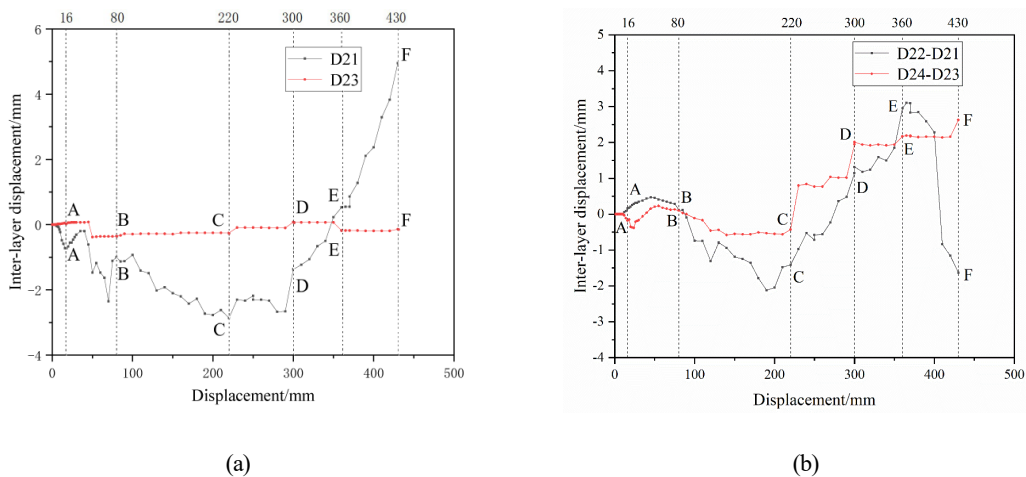 (a)
16 80 220 300 360 430
6
4
2
0
−2
−4
Inter-layer displacement/mm
D21
D23
A
B
C
D
E
F
A
B
C
D
E
F
0 100 200 300 400 500
Displacement/mm
(a)
(b)
16 80 220 300 360 430
5
4
3
2
1
0
-1
-2
-3
-4
Inter-layer displacement/mm
D22-D21
D24-D23
A
B
C
D
E
F
A
B
C
D
E
F
0 100 200 300 400 500
Displacement/mm
(b)